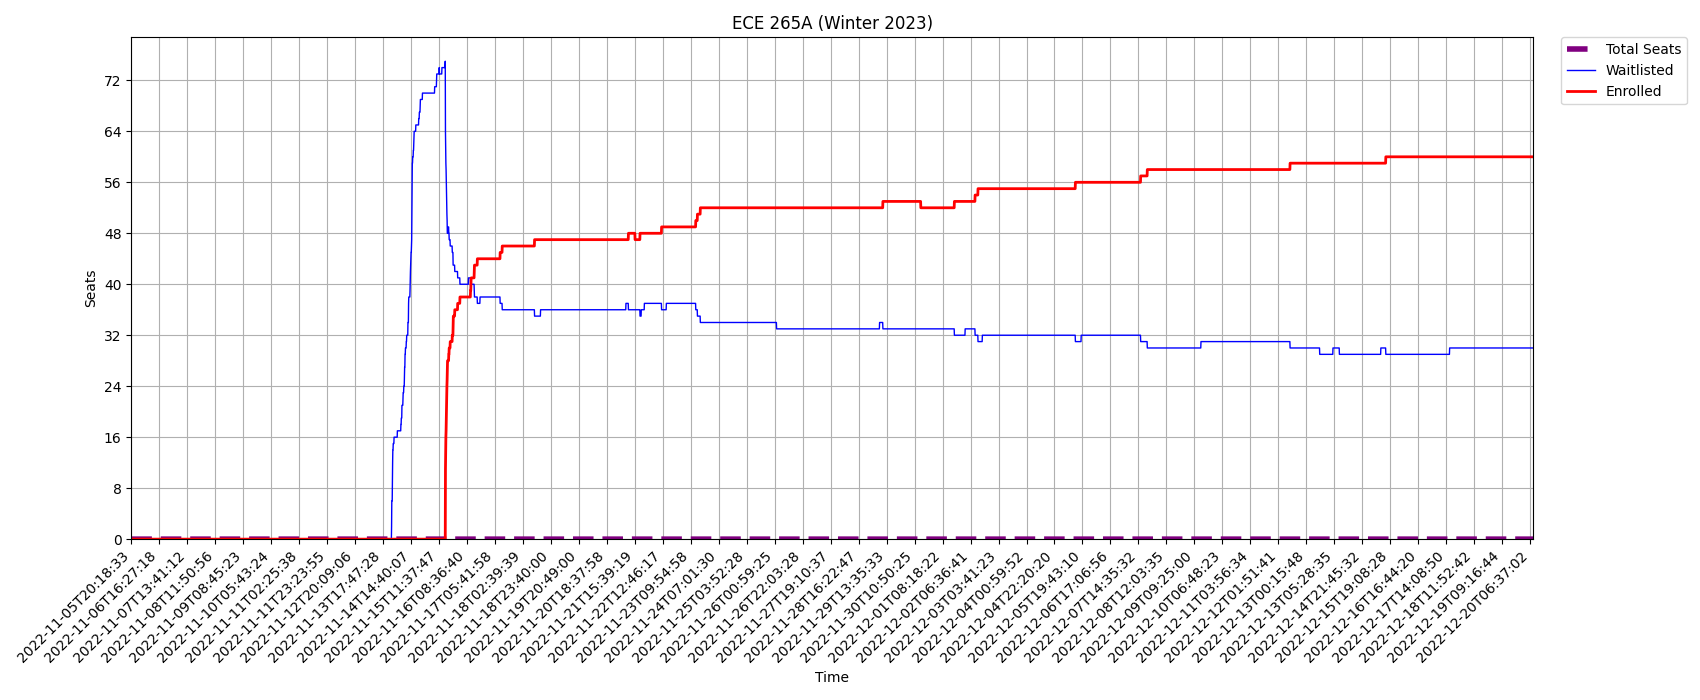 ECE 265A (Winter 2023)
Total Seats
Waitlisted
Enrolled
72
64
56
48
40
32
24
16
8
0
Seats
2022-11-05T20:18:33
2022-11-06T16:27:18
2022-11-07T13:41:12
2022-11-08T11:50:56
2022-11-09T08:45:23
2022-11-10T05:43:24
2022-11-11T02:25:38
2022-11-11T23:23:55
2022-11-12T20:09:06
2022-11-13T17:47:28
2022-11-14T14:40:07
2022-11-15T11:37:47
2022-11-16T08:36:40
2022-11-17T05:41:58
2022-11-18T02:39:39
2022-11-18T23:40:00
2022-11-19T20:49:00
2022-11-20T18:37:58
2022-11-21T15:39:19
2022-11-22T12:46:17
2022-11-23T09:54:58
2022-11-24T07:01:30
2022-11-25T03:52:28
2022-11-26T00:59:25
2022-11-26T22:03:28
2022-11-27T19:10:37
2022-11-28T16:22:47
2022-11-29T13:35:33
2022-11-30T10:50:25
2022-12-01T08:18:22
2022-12-02T06:36:41
2022-12-03T03:41:23
2022-12-04T00:59:52
2022-12-04T22:20:20
2022-12-05T19:43:10
2022-12-06T17:06:56
2022-12-07T14:35:32
2022-12-08T12:03:35
2022-12-09T09:25:00
2022-12-10T06:48:23
2022-12-11T03:56:34
2022-12-12T01:51:41
2022-12-13T00:15:48
2022-12-13T05:28:35
2022-12-14T21:45:32
2022-12-15T19:08:28
2022-12-16T16:44:20
2022-12-17T14:08:50
2022-12-18T11:52:42
2022-12-19T09:16:44
2022-12-20T06:37:02
Time